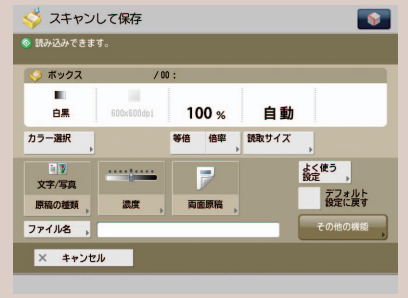 スキャンして保存
読み込みできます。
ボックス /00:
白黒 600x600dpi 100 % 自動
カラー選択 等倍 倍率 読取サイズ
文字/写真
原稿の種類 濃度 両面原稿
よく使う
設定
デフォルト
設定に戻す
ファイル名 その他の機能
× キャンセル